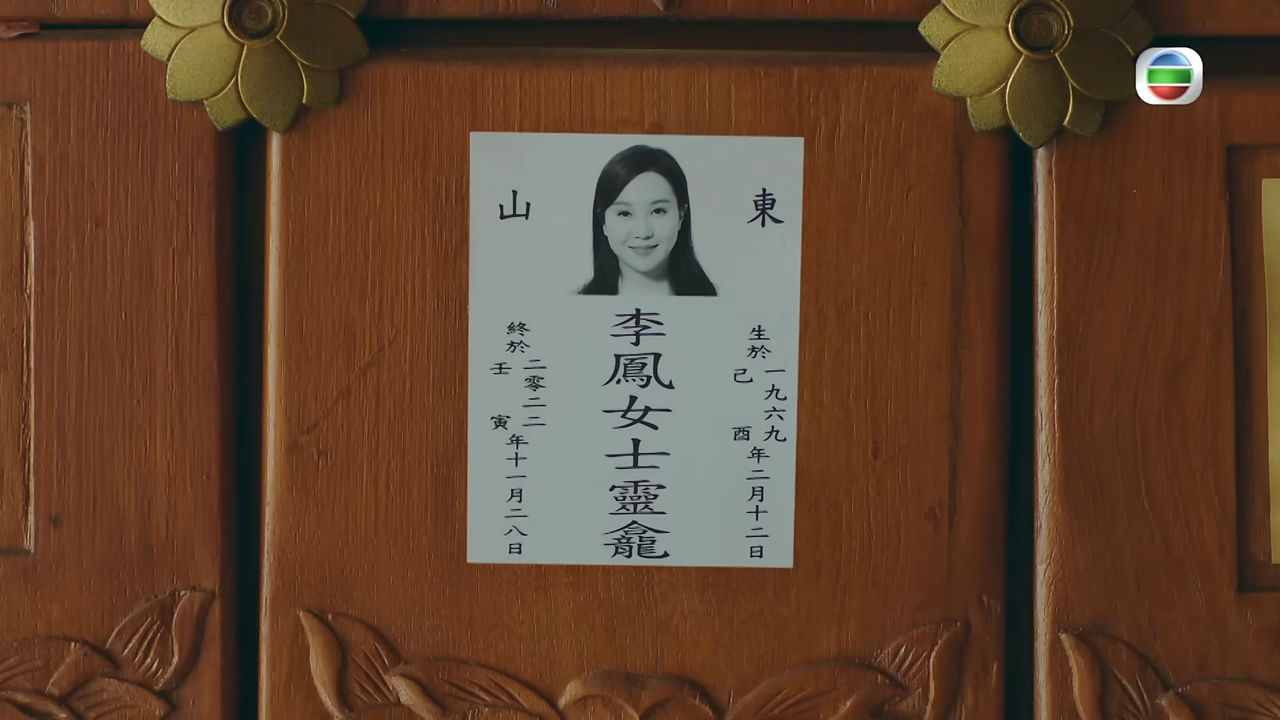 山東
生於一九六九己酉年二月十二日
李鳳女士靈龕
終於二零二二壬寅年十一月二八日